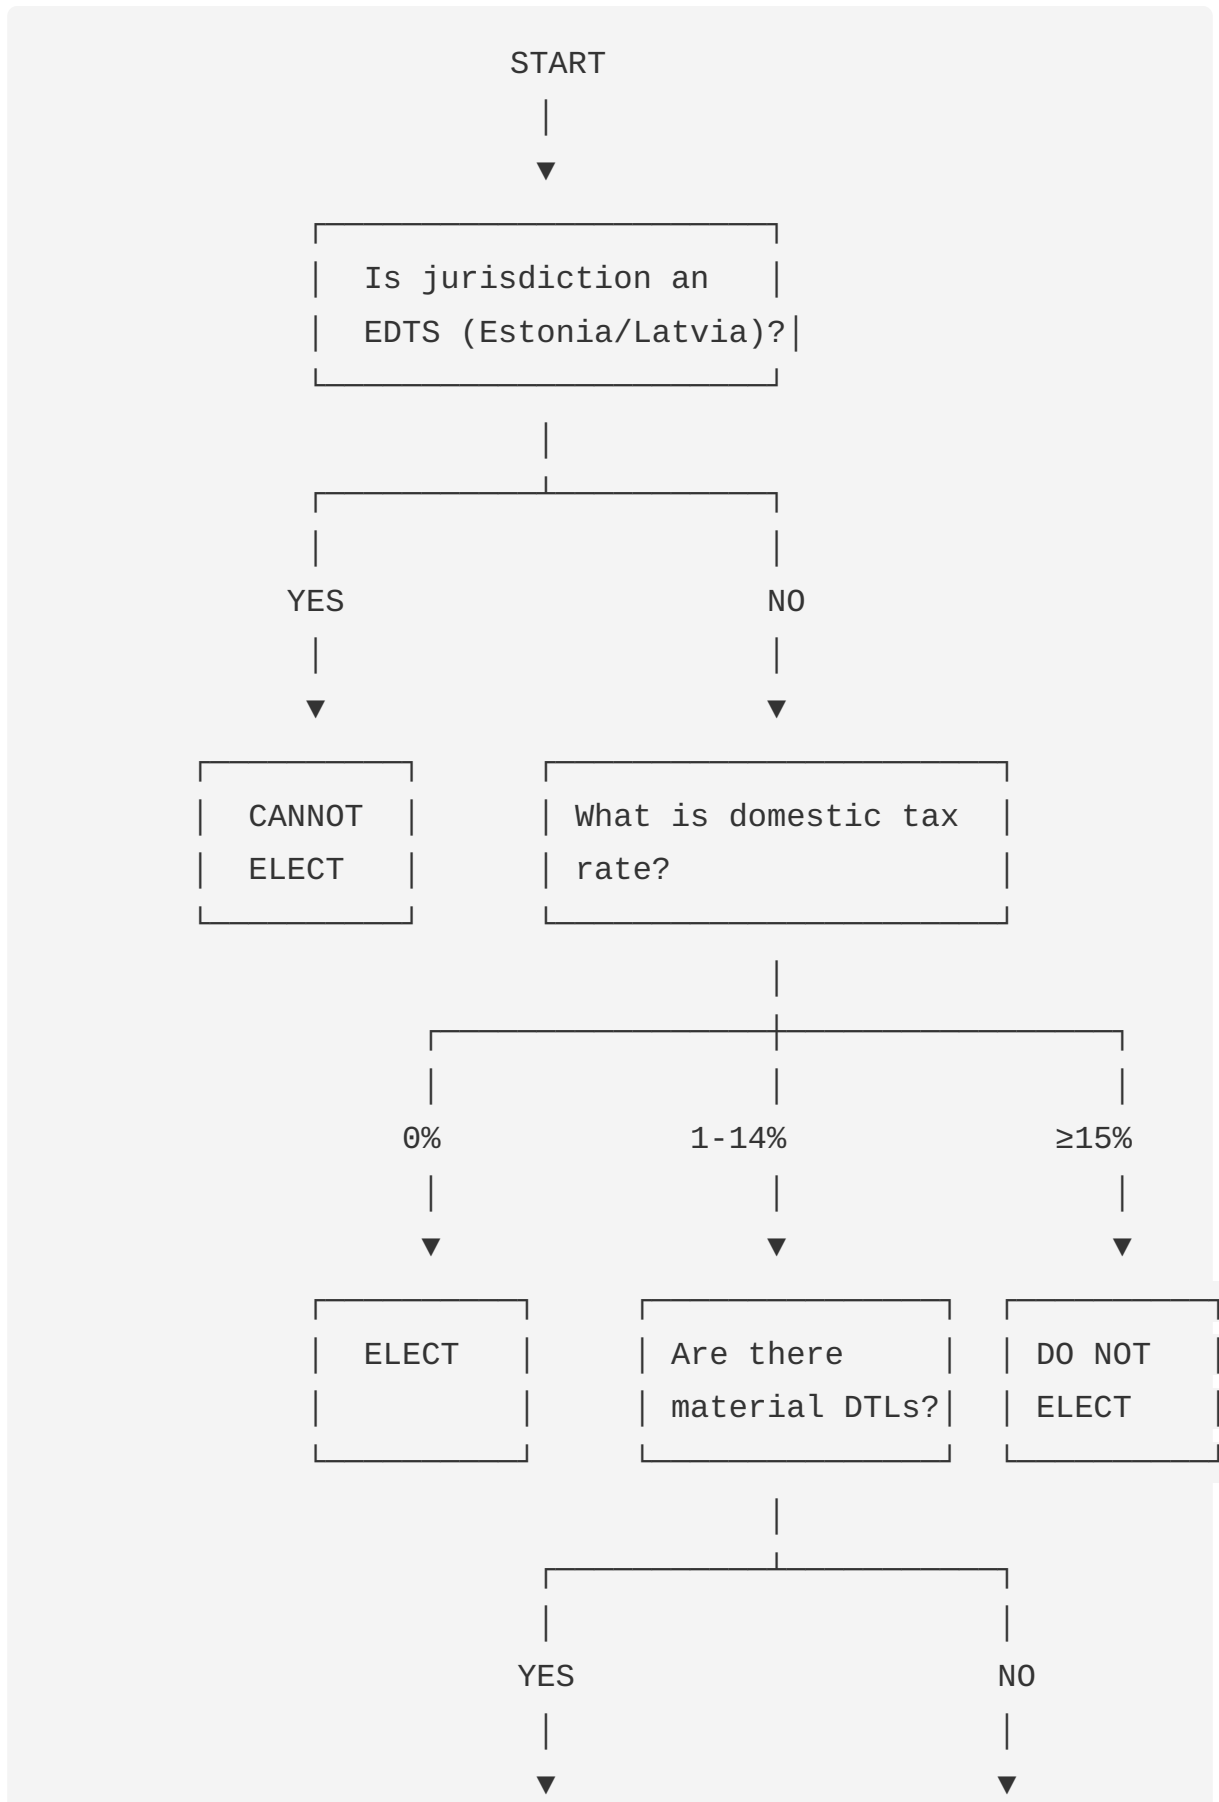 START
Is jurisdiction an
EDTS (Estonia/Latvia)?
YES NO
CANNOT What is domestic tax
ELECT rate?
0% 1-14% ≥15%
ELECT Are there DO NOT
material DTLs? ELECT
YES NO